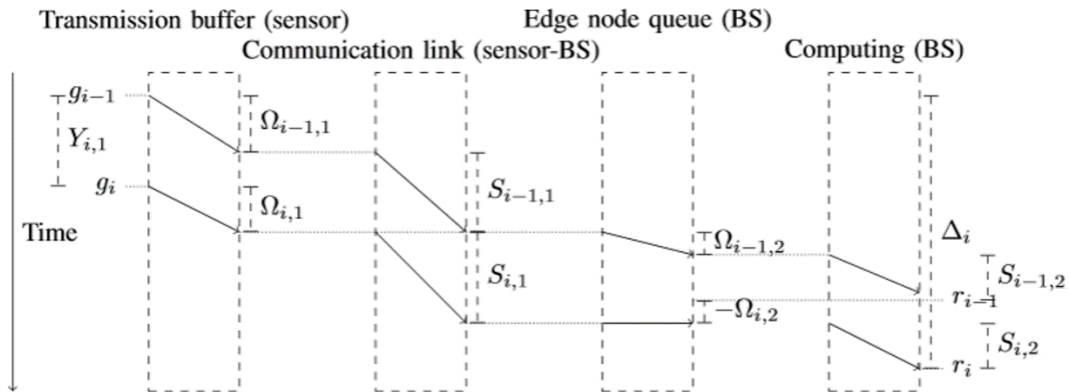 Transmission buffer (sensor)
Edge node queue (BS)
Communication link (sensor-BS)
Computing (BS)
g_{i−1}
Ω_{i−1,1}
Y_{i,1}
g_i
Ω_{i,1}
S_{i−1,1}
Time
Ω_{i−1,2}
Δ_i
S_{i,1}
S_{i−1,2}
r_{i−1}
−Ω_{i,2}
S_{i,2}
r_i